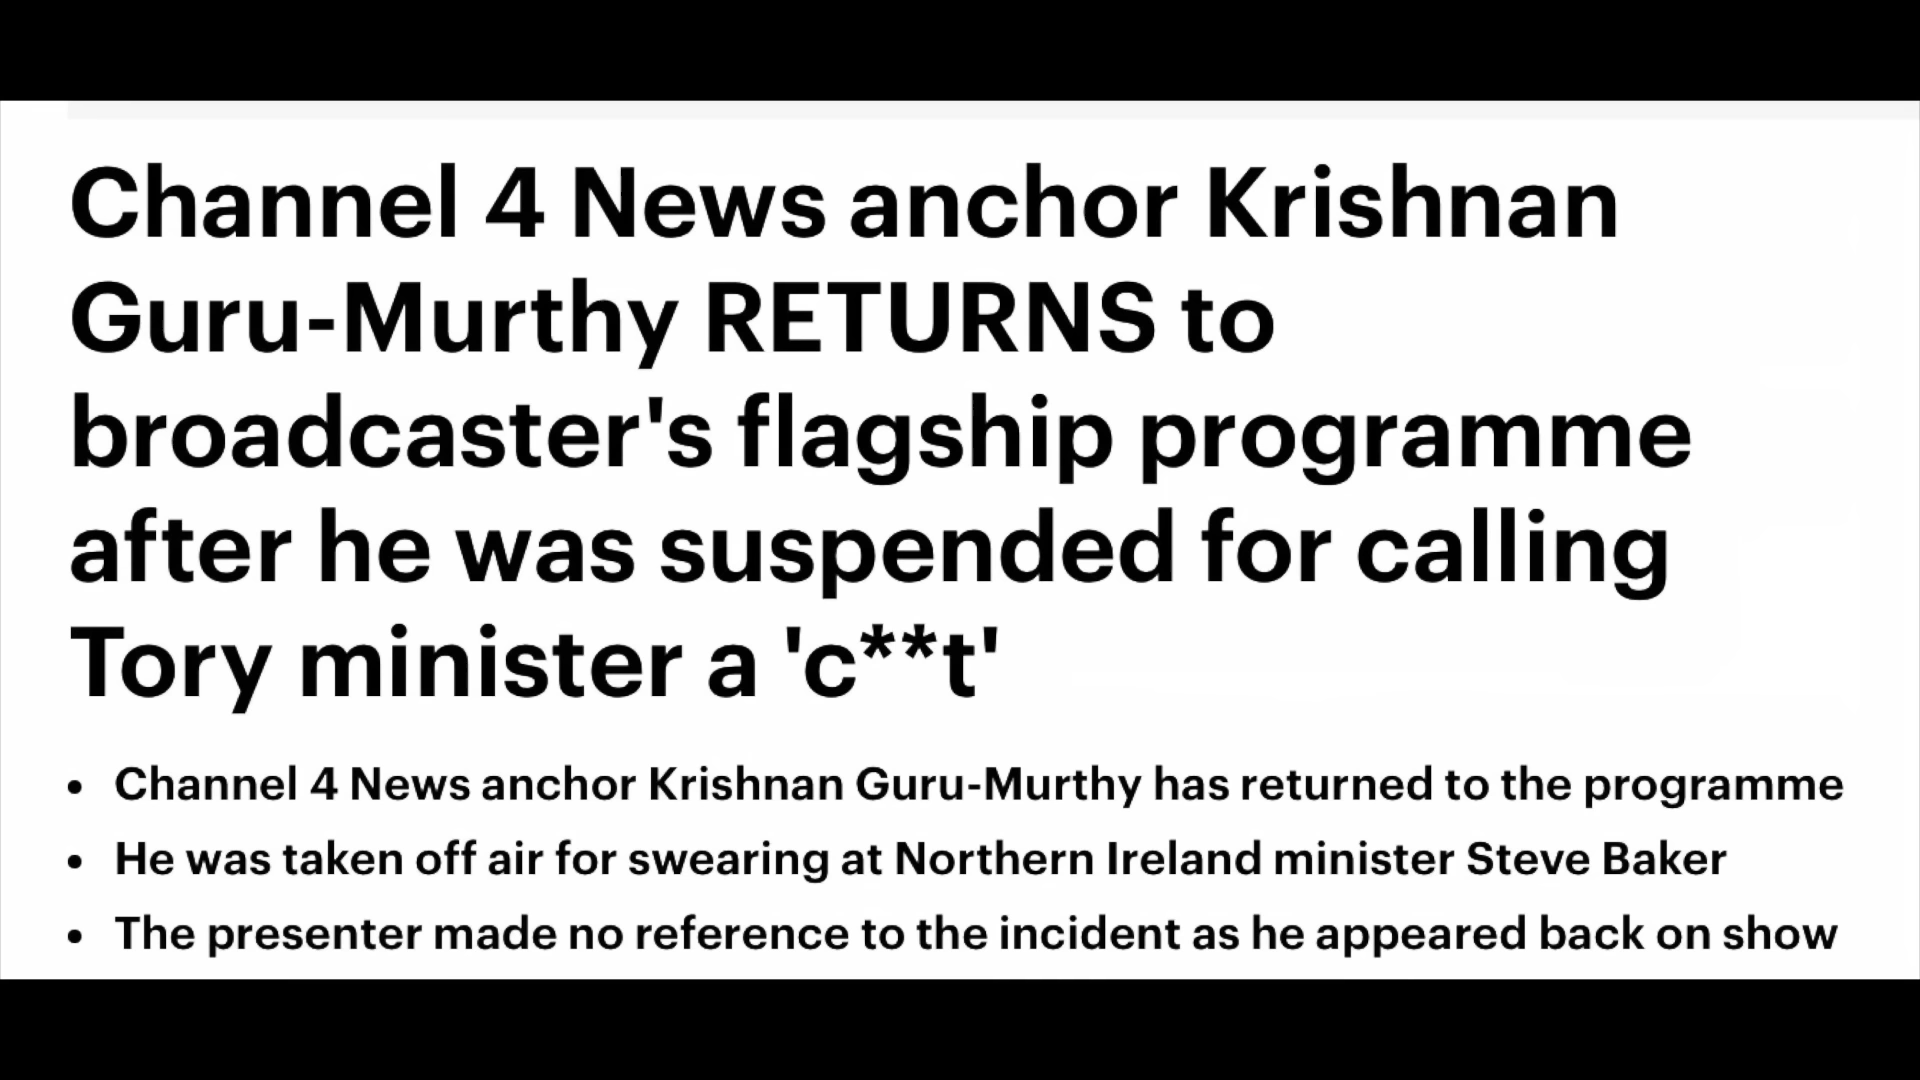 Channel 4 News anchor Krishnan
Guru-Murthy RETURNS to
broadcaster's flagship programme
after he was suspended for calling
Tory minister a 'c**t'
• Channel 4 News anchor Krishnan Guru-Murthy has returned to the programme
• He was taken off air for swearing at Northern Ireland minister Steve Baker
• The presenter made no reference to the incident as he appeared back on show